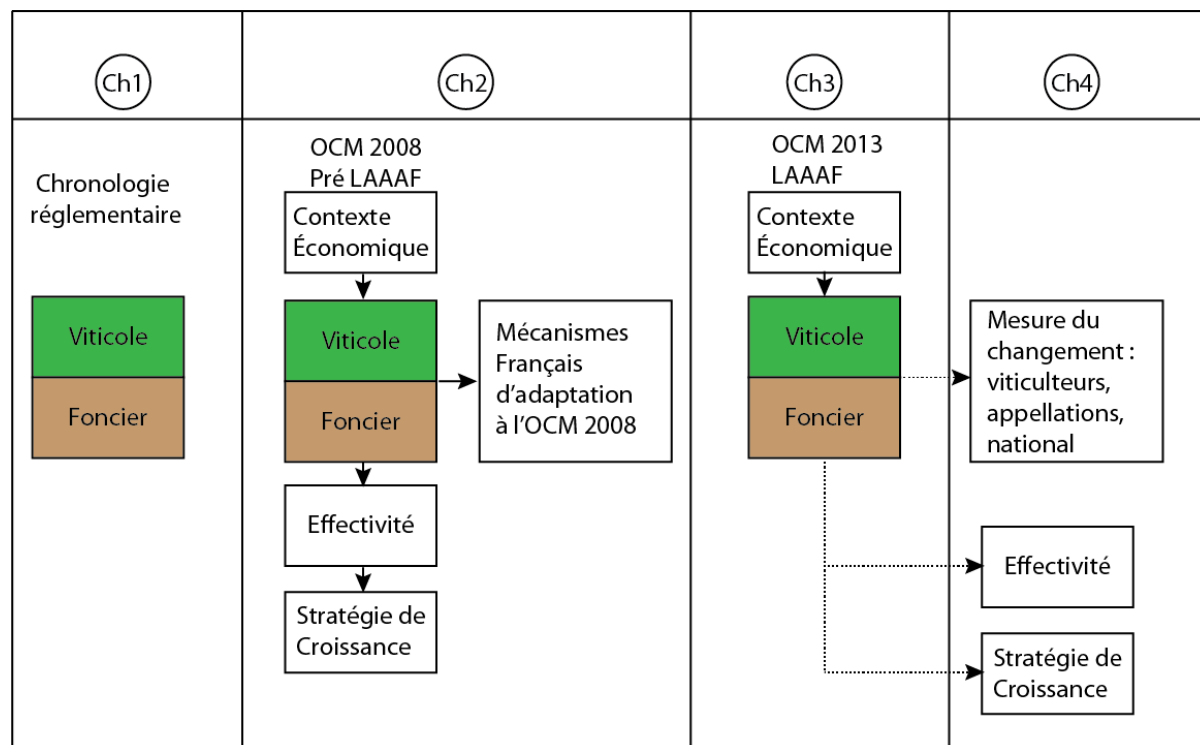 Ch1
Ch2
Ch3
Ch4
Chronologie
réglementaire
Viticole
Foncier
OCM 2008
Pré LAAAF
Contexte
Économique
Viticole
Foncier
Mécanismes
Français
d'adaptation
à l'OCM 2008
Effectivité
Stratégie de
Croissance
OCM 2013
LAAAF
Contexte
Économique
Viticole
Foncier
Mesure du
changement :
viticulteurs,
appellations,
national
Effectivité
Stratégie de
Croissance